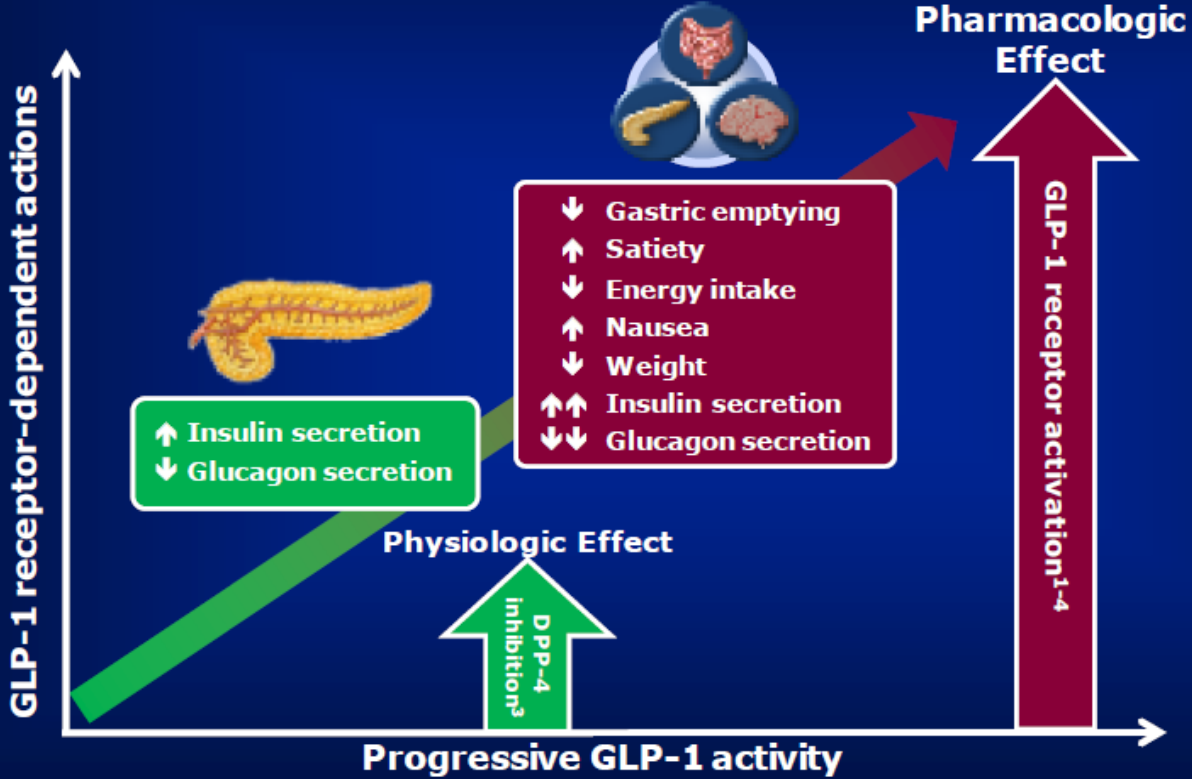 Pharmacologic
Effect
GLP-1 receptor-dependent actions
↓ Gastric emptying
↑ Satiety
↓ Energy intake
↑ Nausea
↓ Weight
↑↑ Insulin secretion
↓↓ Glucagon secretion
↑ Insulin secretion
↓ Glucagon secretion
Physiologic Effect
DPP-4
inhibition³
GLP-1 receptor activation¹⁻⁴
Progressive GLP-1 activity